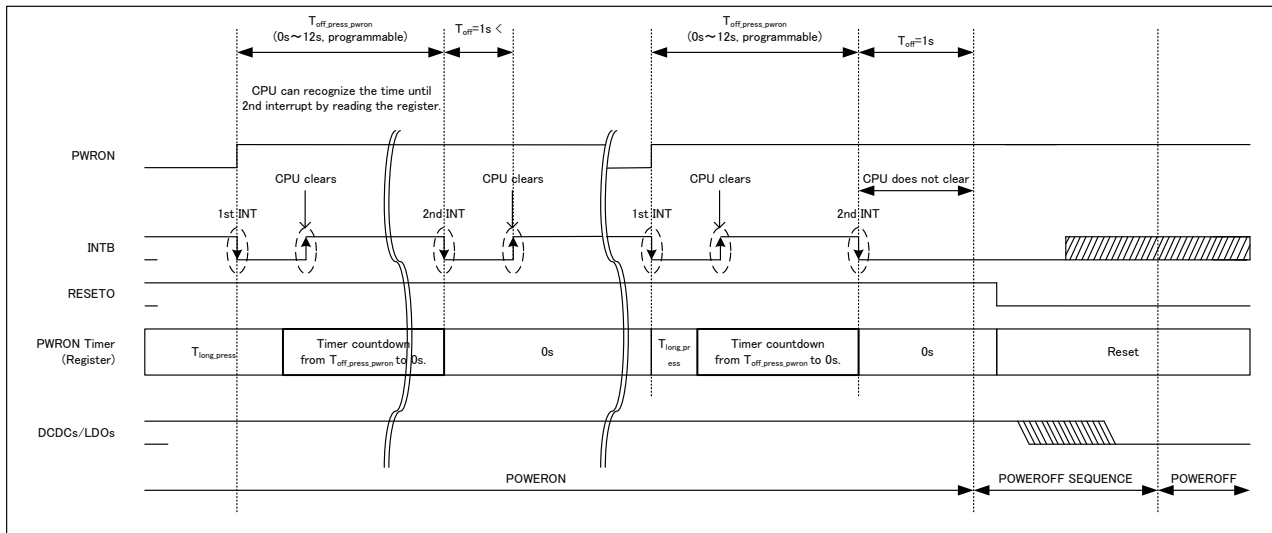 Toff_press_pwron
(0s～12s, programmable)
Toff=1s <
Toff_press_pwron
(0s～12s, programmable)
Toff=1s
CPU can recognize the time until
2nd interrupt by reading the register.
PWRON
CPU clears
CPU clears
CPU clears
CPU does not clear
1st INT
2nd INT
1st INT
2nd INT
INTB
RESETO
PWRON Timer
(Register)
Tlong_press
Timer countdown
from Toff_press_pwron to 0s.
0s
Tlong_pr
ess
Timer countdown
from Toff_press_pwron to 0s.
0s
Reset
DCDCs/LDOs
POWERON
POWEROFF SEQUENCE
POWEROFF